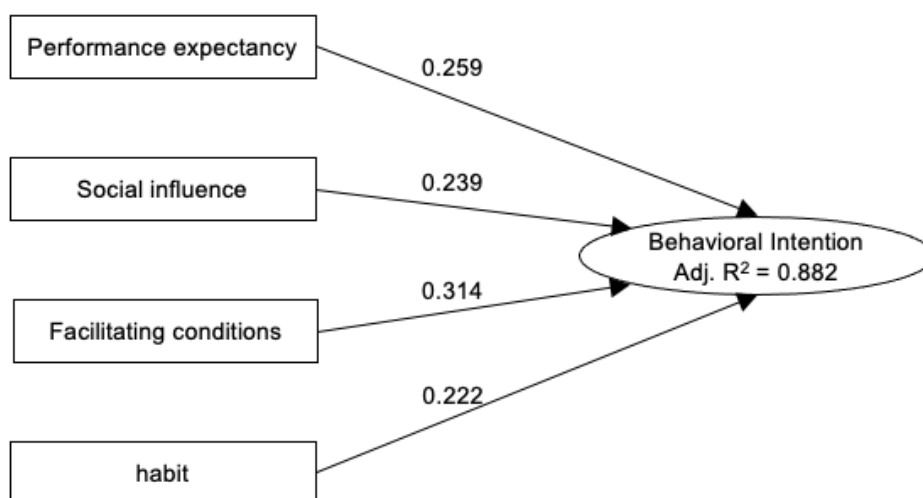 Performance expectancy
0.259
Social influence
0.239
Behavioral Intention
Adj. R² = 0.882
Facilitating conditions
0.314
habit
0.222